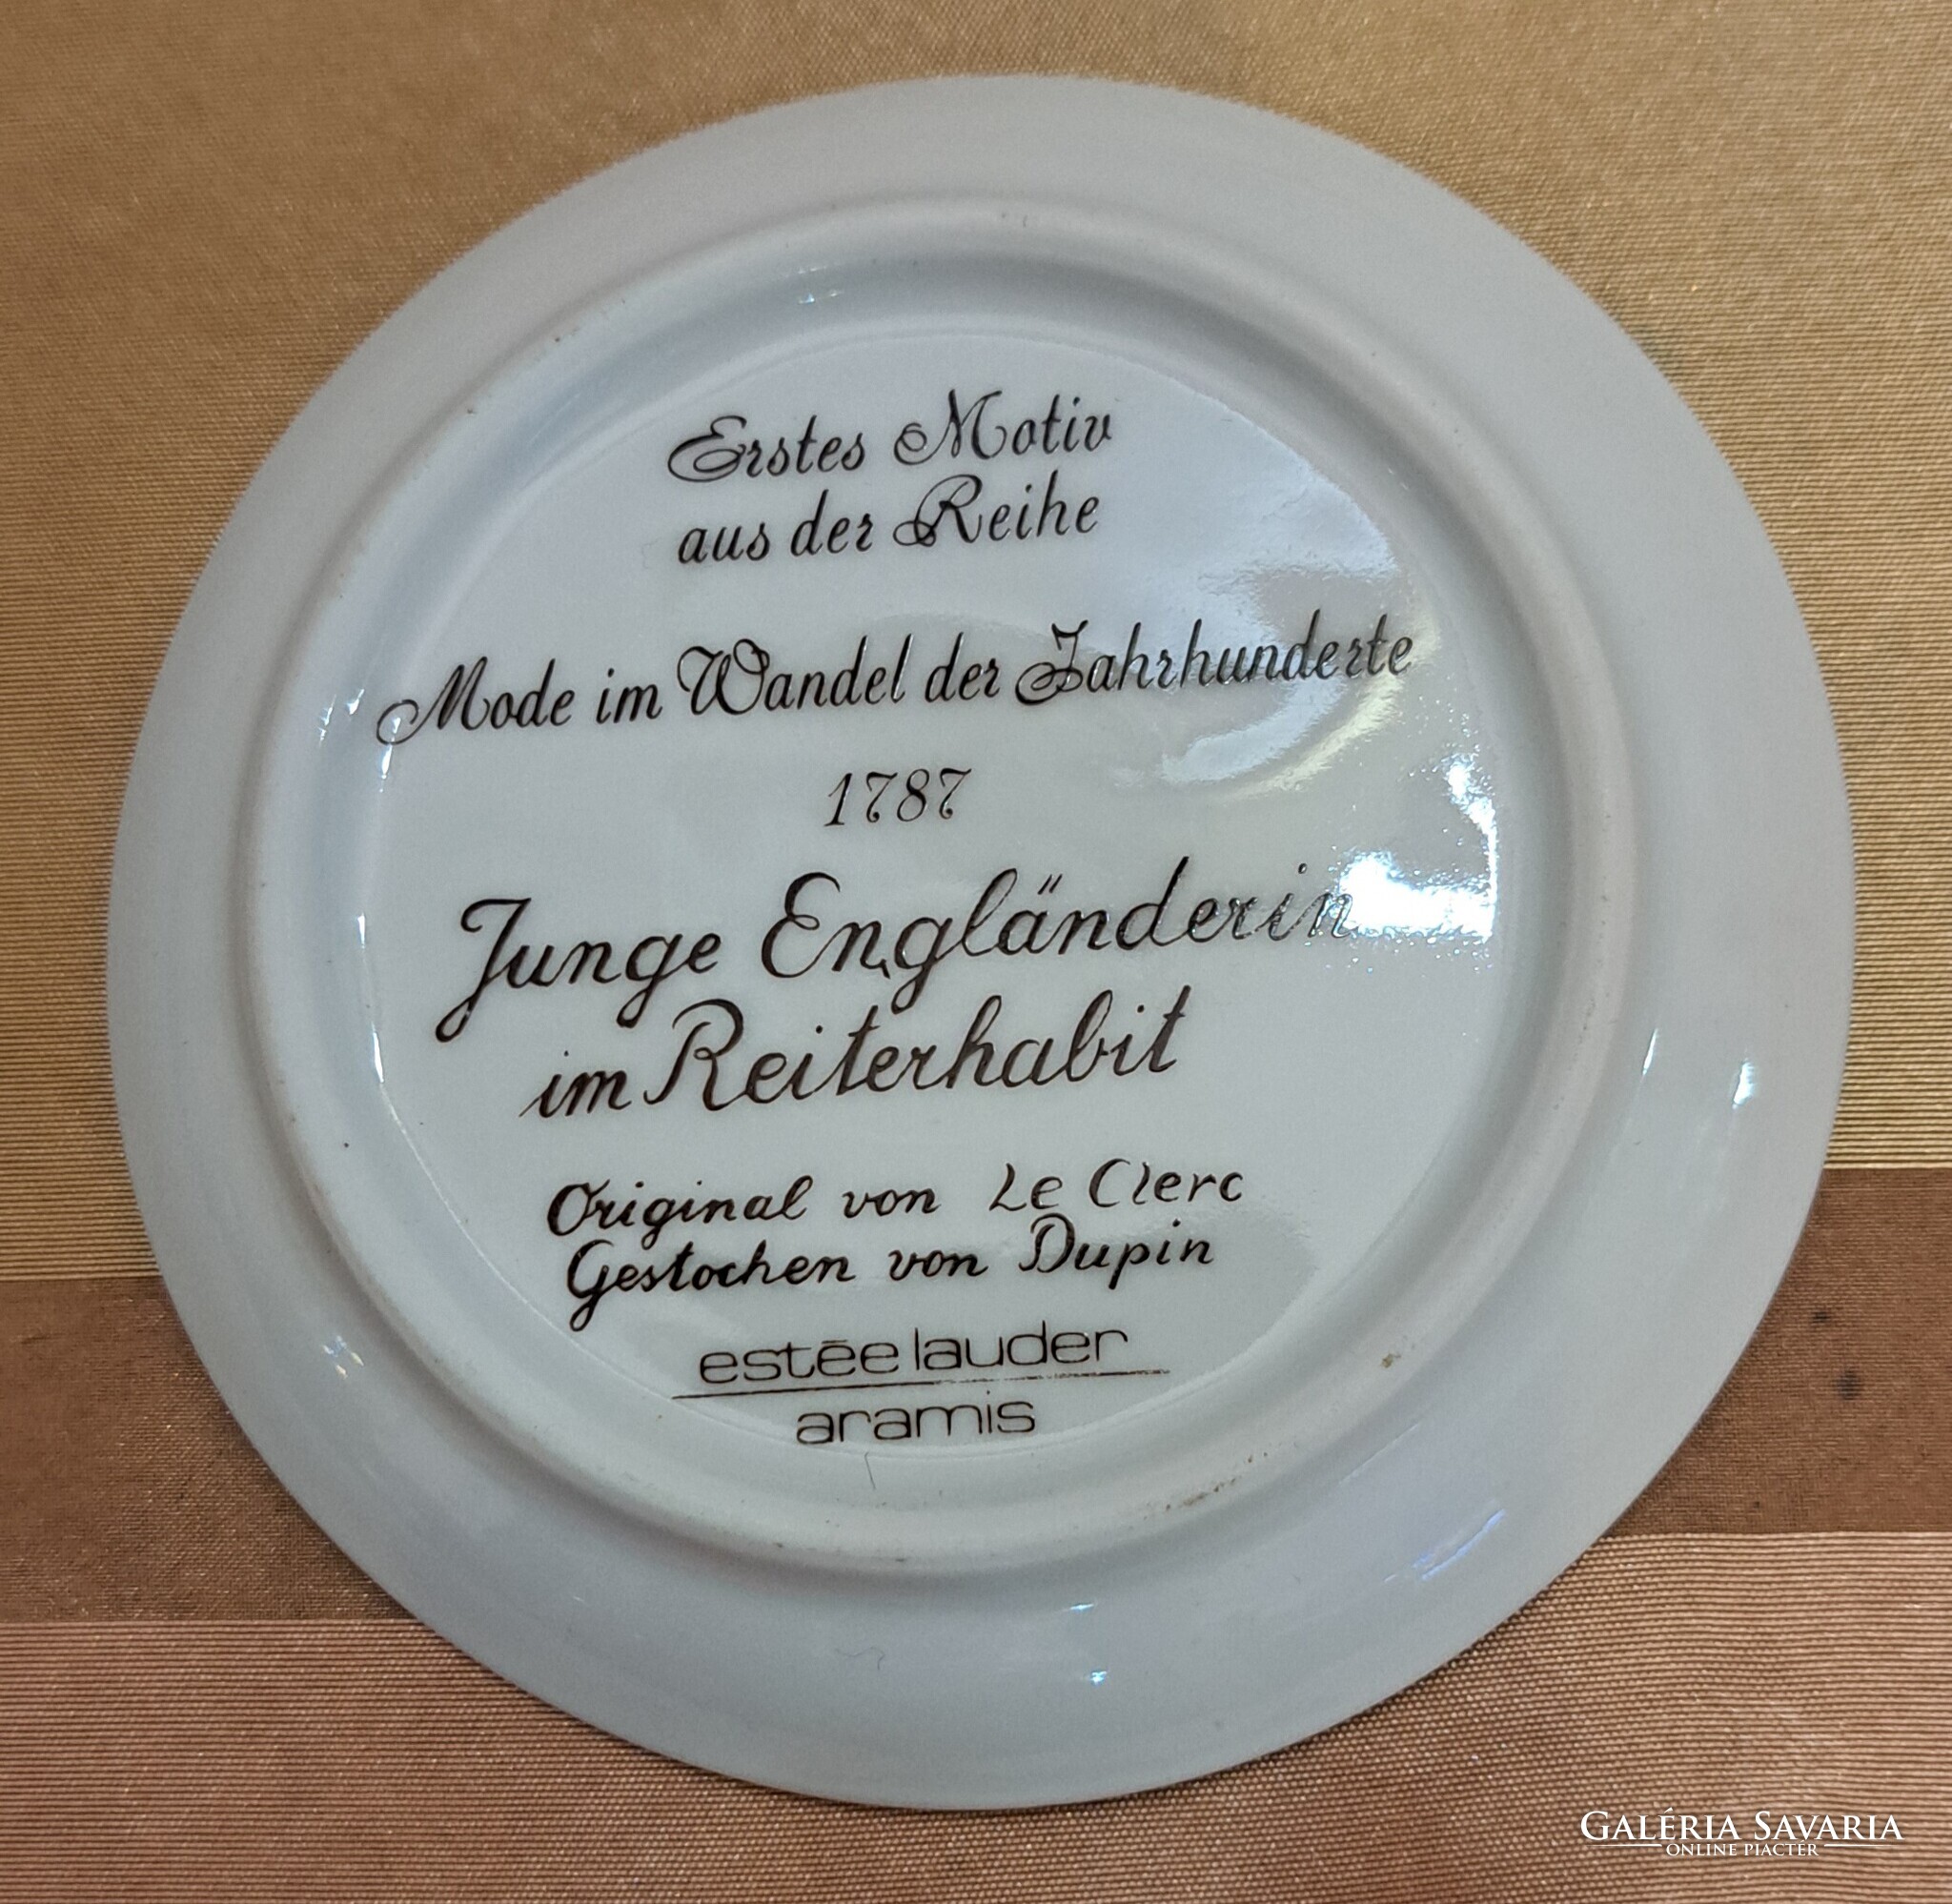 Erstes Motiv
aus der Reihe
Mode im Wandel der Jahrhunderte
1787
Junge Engländerin
im Reiterhabit
Original von Le Clerc
Gestochen von Dupin
estēe lauder
aramis
GALÉRIA SAVARIA
ONLINE PIACTÉR